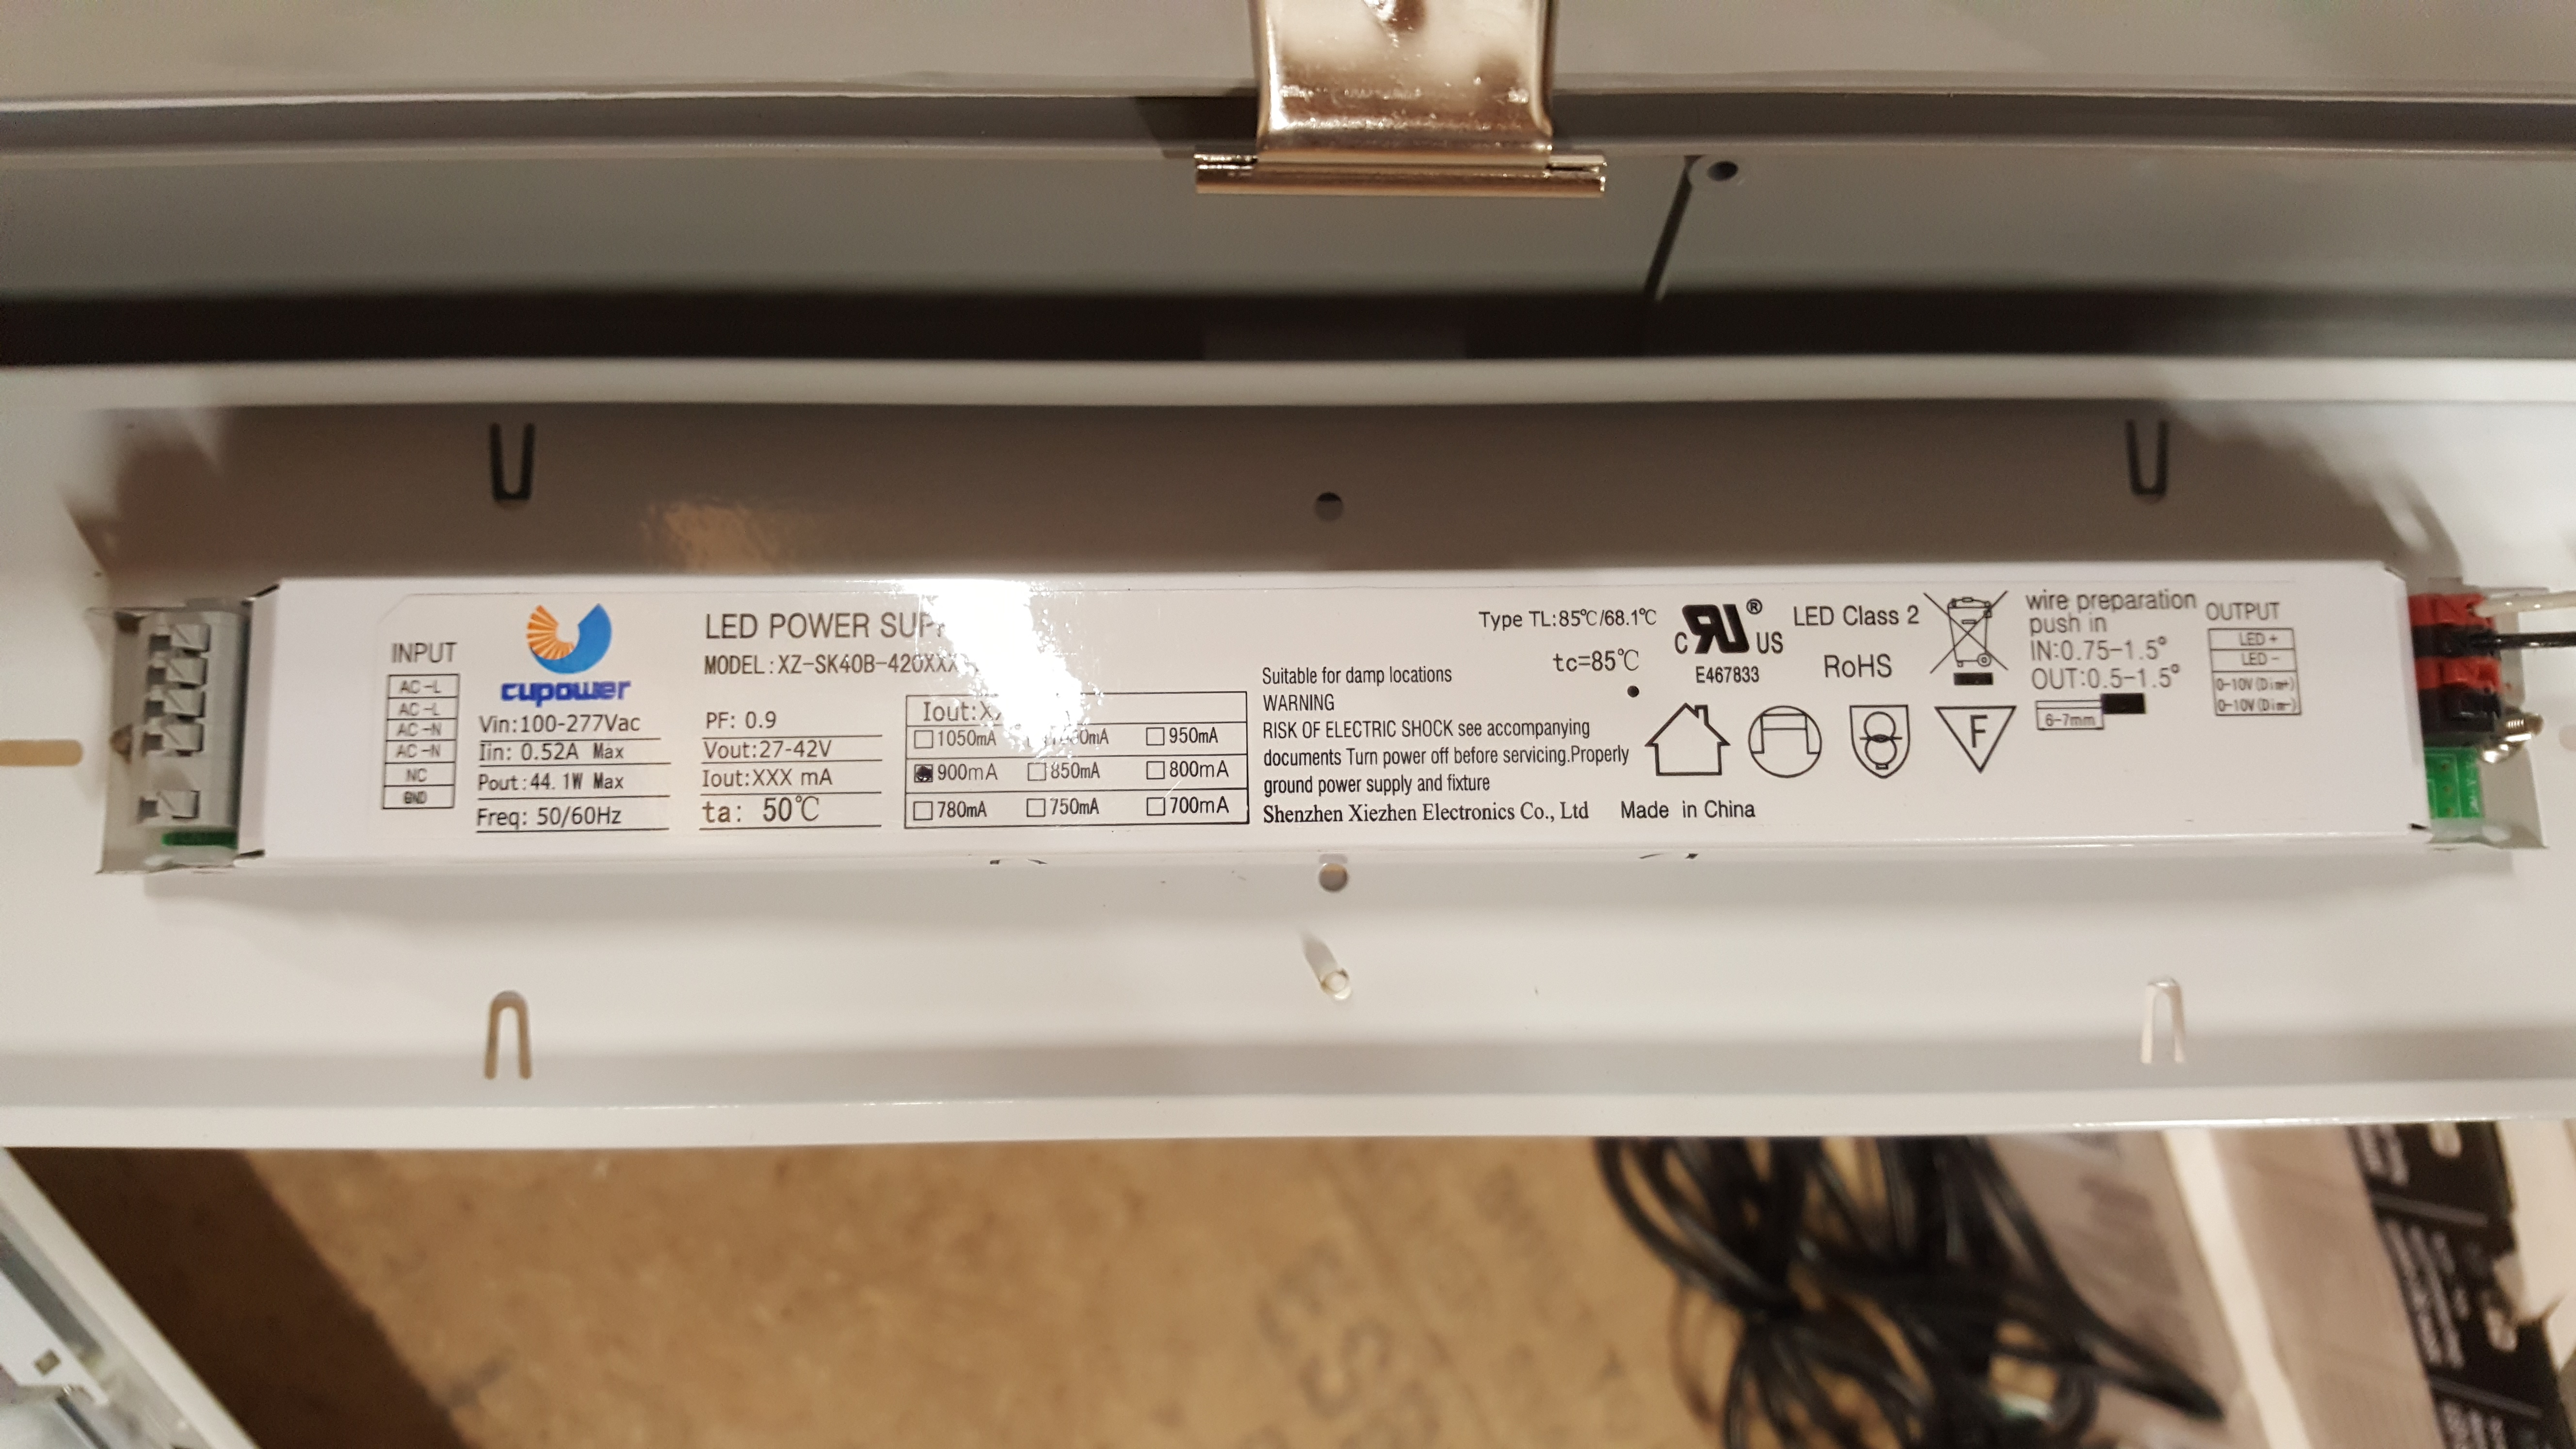 INPUT
AC-L
AC-L
AC-N
AC-N
NC
GND
cupower
Vin:100-277Vac
Iin: 0.52A Max
Pout:44.1W Max
Freq: 50/60Hz
LED POWER
MODEL:XZ-SK40B-420XXX
PF: 0.9
Vout:27-42V
Iout:XXX mA
ta: 50℃
1050mA
950mA
900mA
850mA
800mA
780mA
750mA
700mA
Suitable for damp locations
WARNING
RISK OF ELECTRIC SHOCK see accompanying
documents Turn power off before servicing.Properly
ground power supply and fixture
Shenzhen Xiezhen Electronics Co., Ltd Made in China
Type TL:85℃/68.1℃
tc=85℃
c RU ® US
E467833
LED Class 2
RoHS
F
wire preparation
push in
IN:0.75-1.5°
OUT:0.5-1.5°
6-7mm
OUTPUT
LED +
LED -
0-10V(Dim+)
0-10V(Dim-)